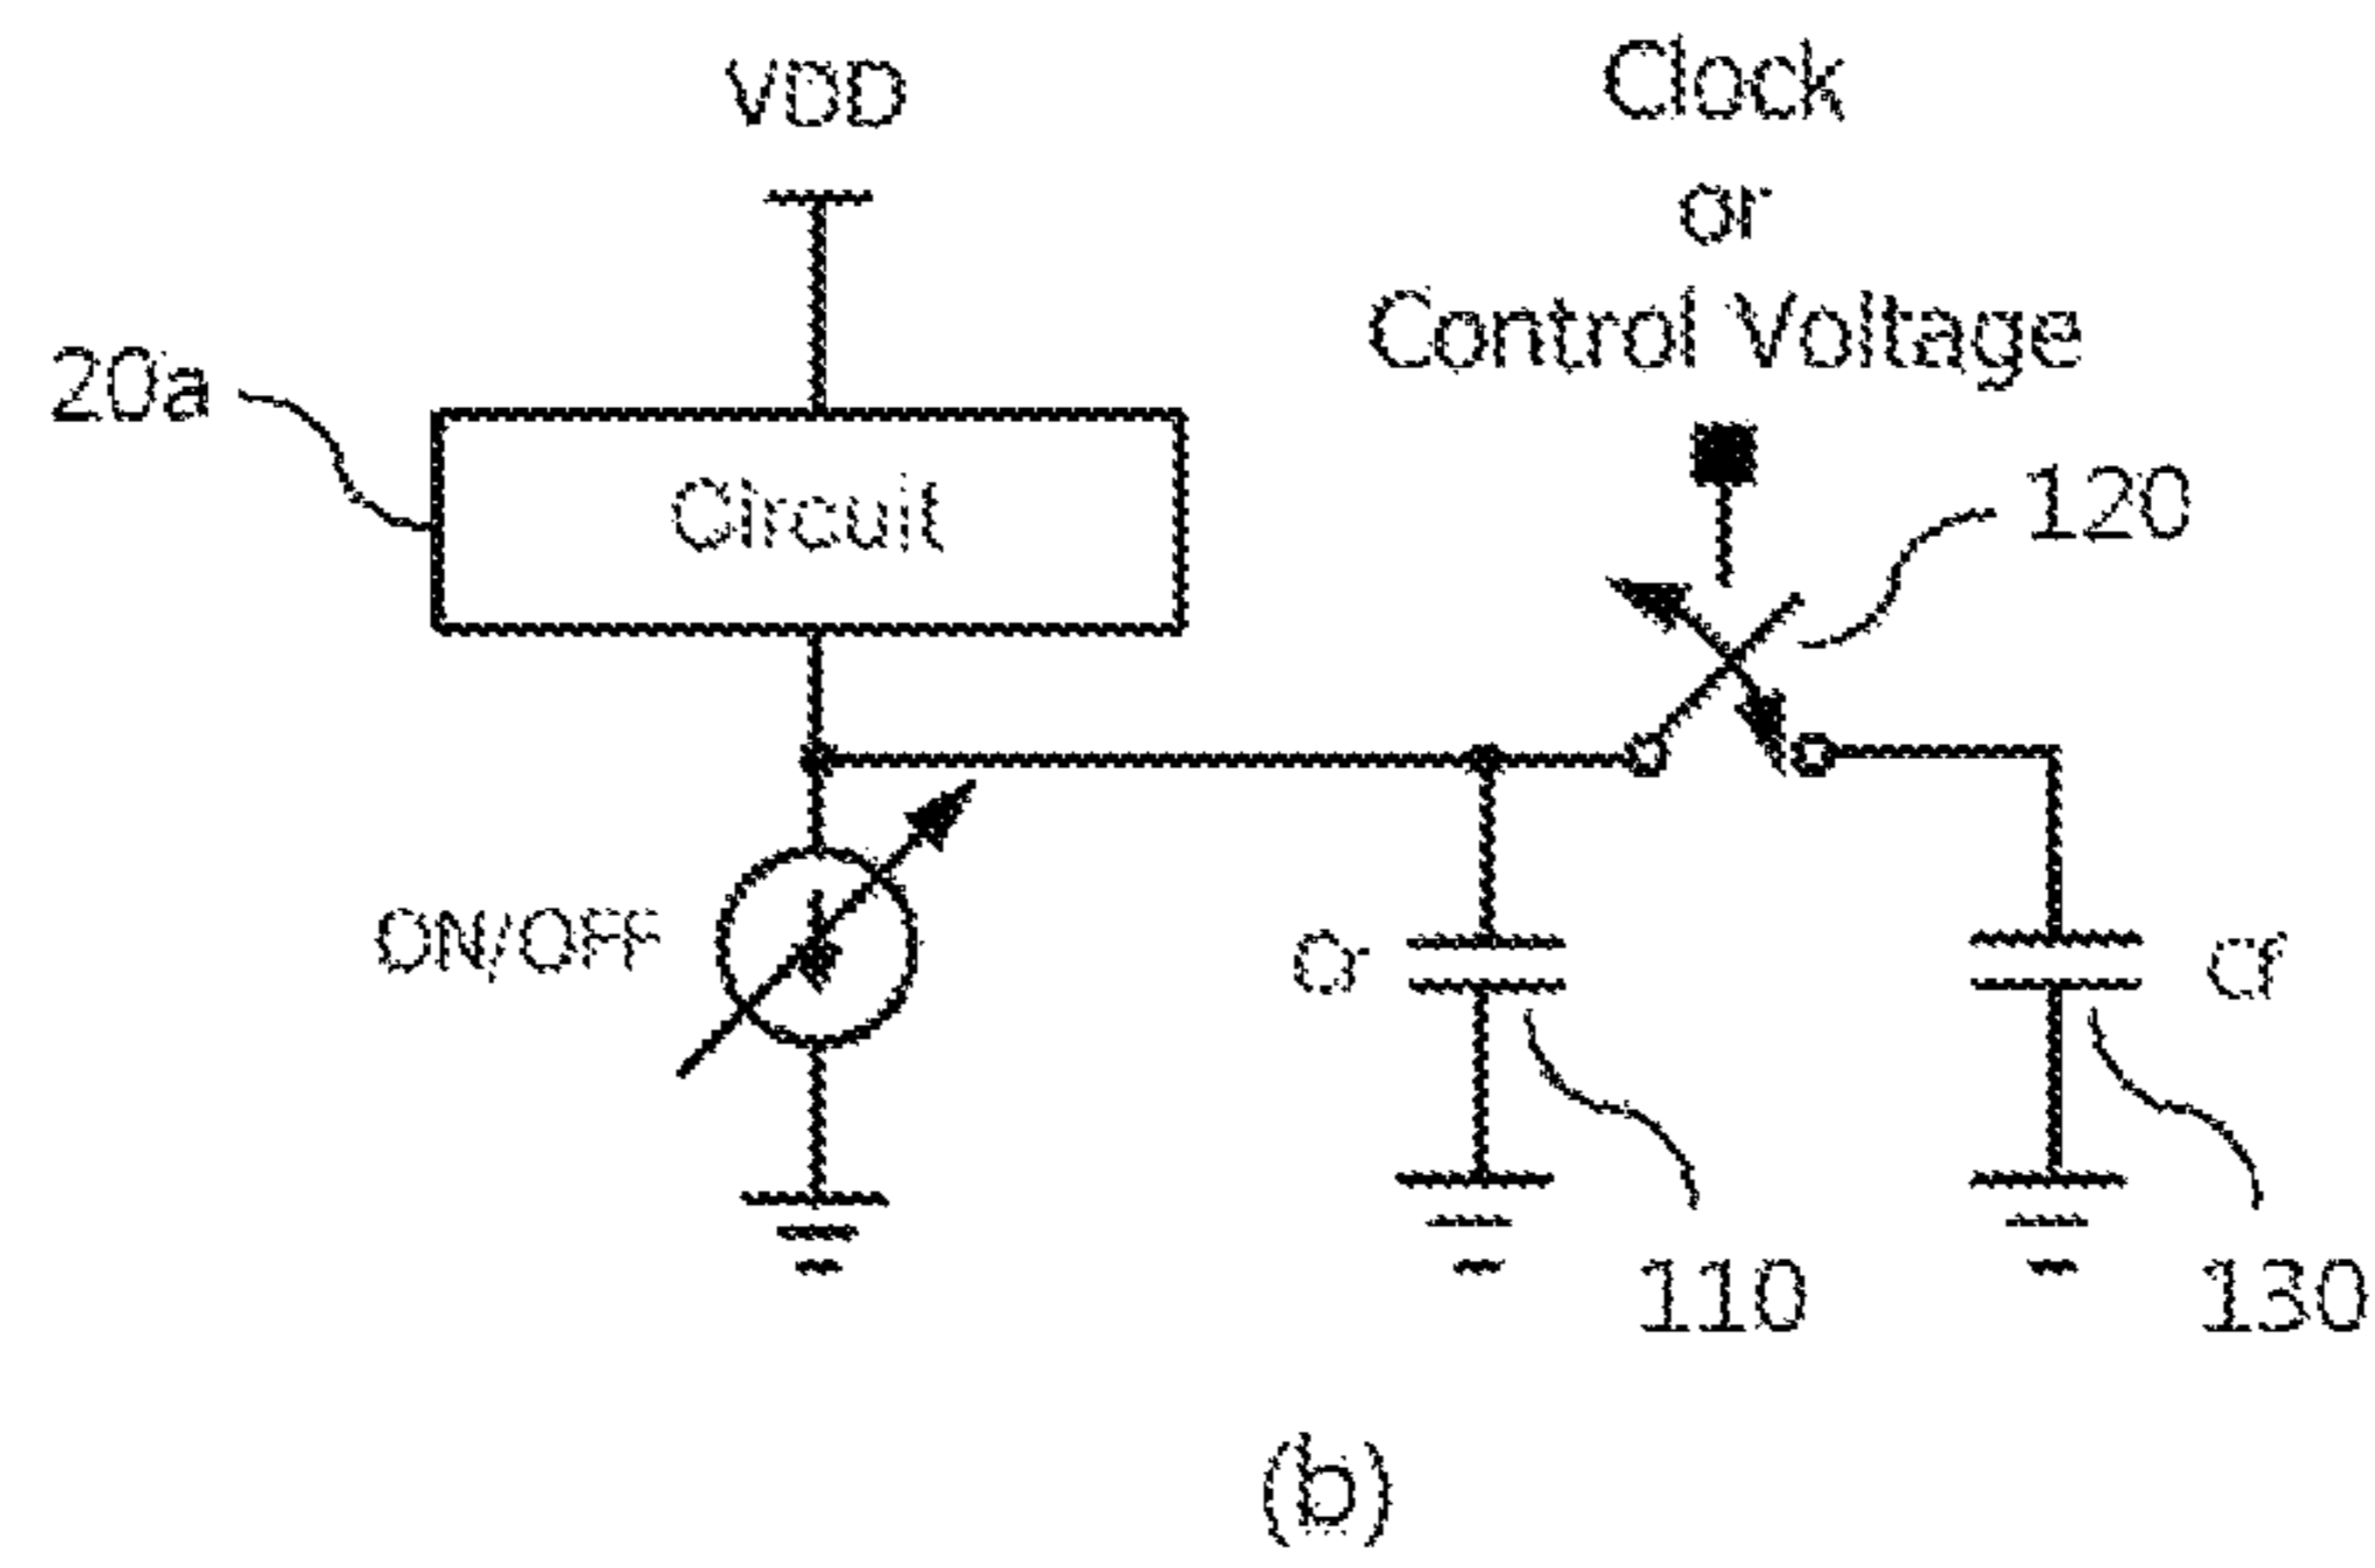 VDD
Clock
or
Control Voltage
20a
Circuit
120
ON/OFF
Cr
Cf
110
130
(b)